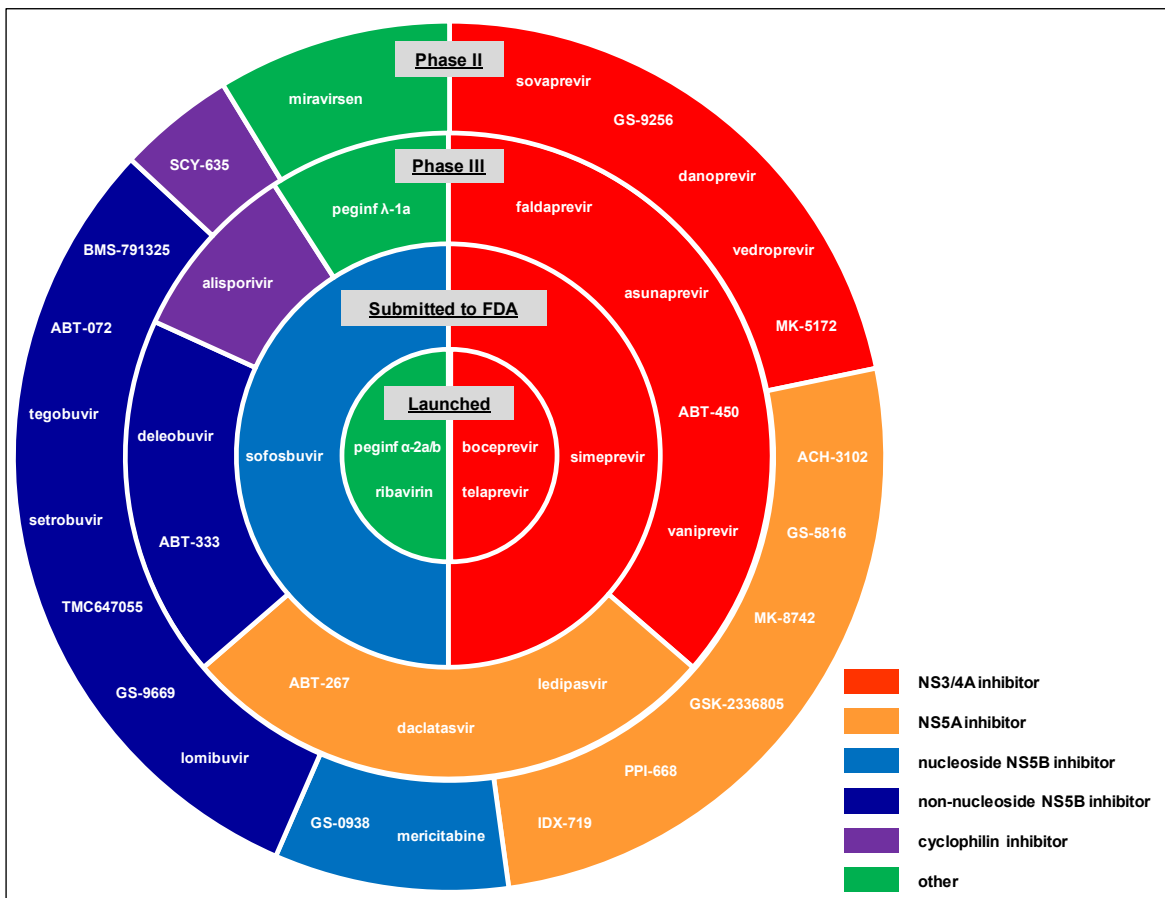 Phase II
sovaprevir
GS-9256
danoprevir
vedroprevir
MK-5172
ACH-3102
GS-5816
MK-8742
GSK-2336805
PPI-668
IDX-719
mericitabine
GS-0938
lomibuvir
GS-9669
TMC647055
setrobuvir
tegobuvir
ABT-072
BMS-791325
SCY-635
miravirsen
Phase III
faldaprevir
asunaprevir
ABT-450
vaniprevir
ledipasvir
daclatasvir
ABT-267
ABT-333
deleobuvir
alisporivir
peginf λ-1a
Submitted to FDA
simeprevir
sofosbuvir
Launched
boceprevir
telaprevir
peginf α-2a/b
ribavirin
NS3/4A inhibitor
NS5A inhibitor
nucleoside NS5B inhibitor
non-nucleoside NS5B inhibitor
cyclophilin inhibitor
other